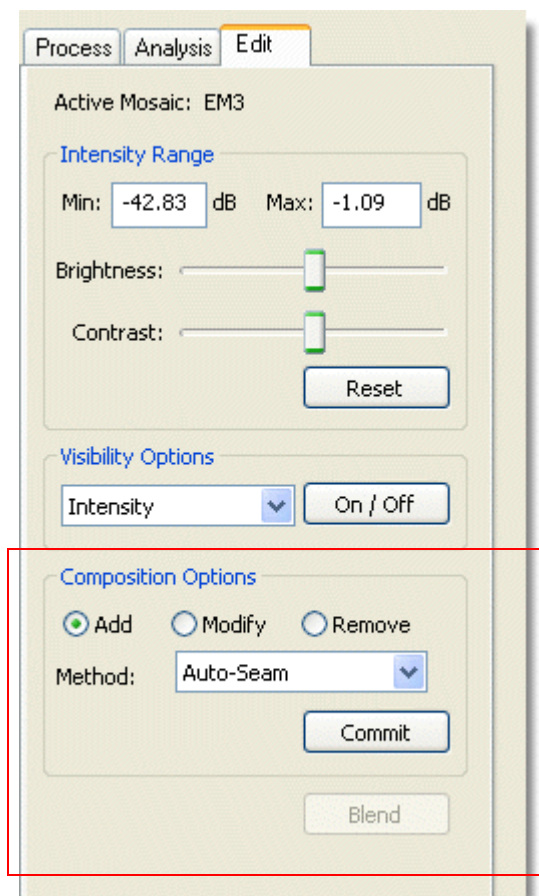 Process Analysis Edit
Active Mosaic: EM3
Intensity Range
Min: -42.83 dB Max: -1.09 dB
Brightness:
Contrast:
Reset
Visibility Options
Intensity On / Off
Composition Options
Add Modify Remove
Method: Auto-Seam
Commit
Blend